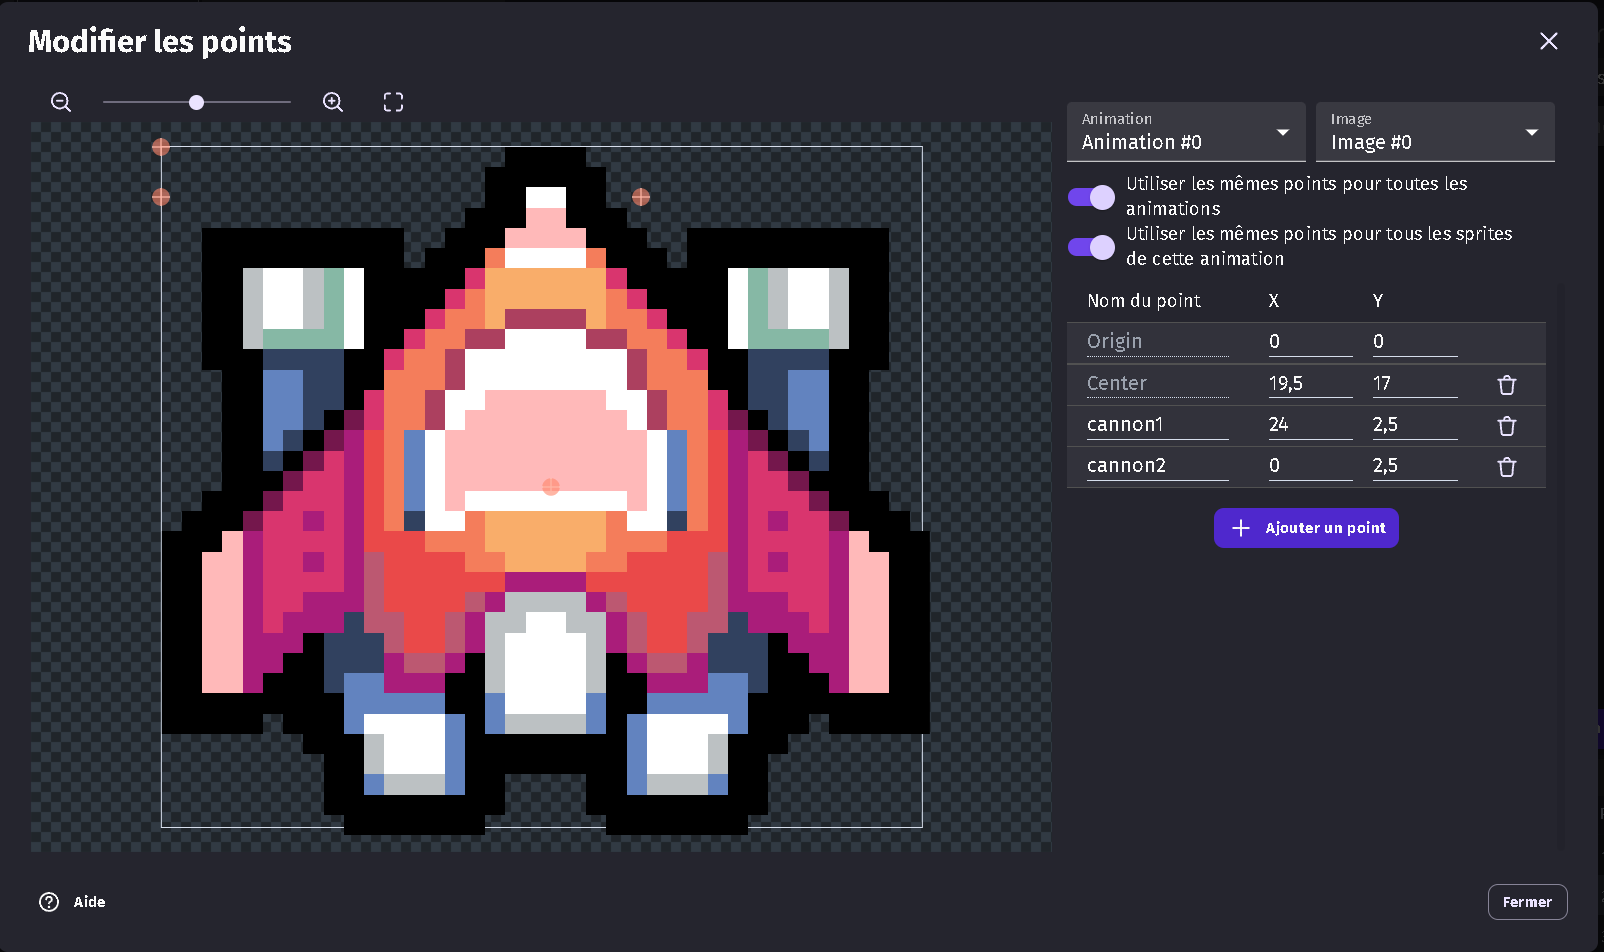 Modifier les points
Animation
Animation #0
Image
Image #0
Utiliser les mêmes points pour toutes les
animations
Utiliser les mêmes points pour tous les sprites
de cette animation
Nom du point X Y
Origin 0 0
Center 19,5 17
cannon1 24 2,5
cannon2 0 2,5
Ajouter un point
Aide
Fermer